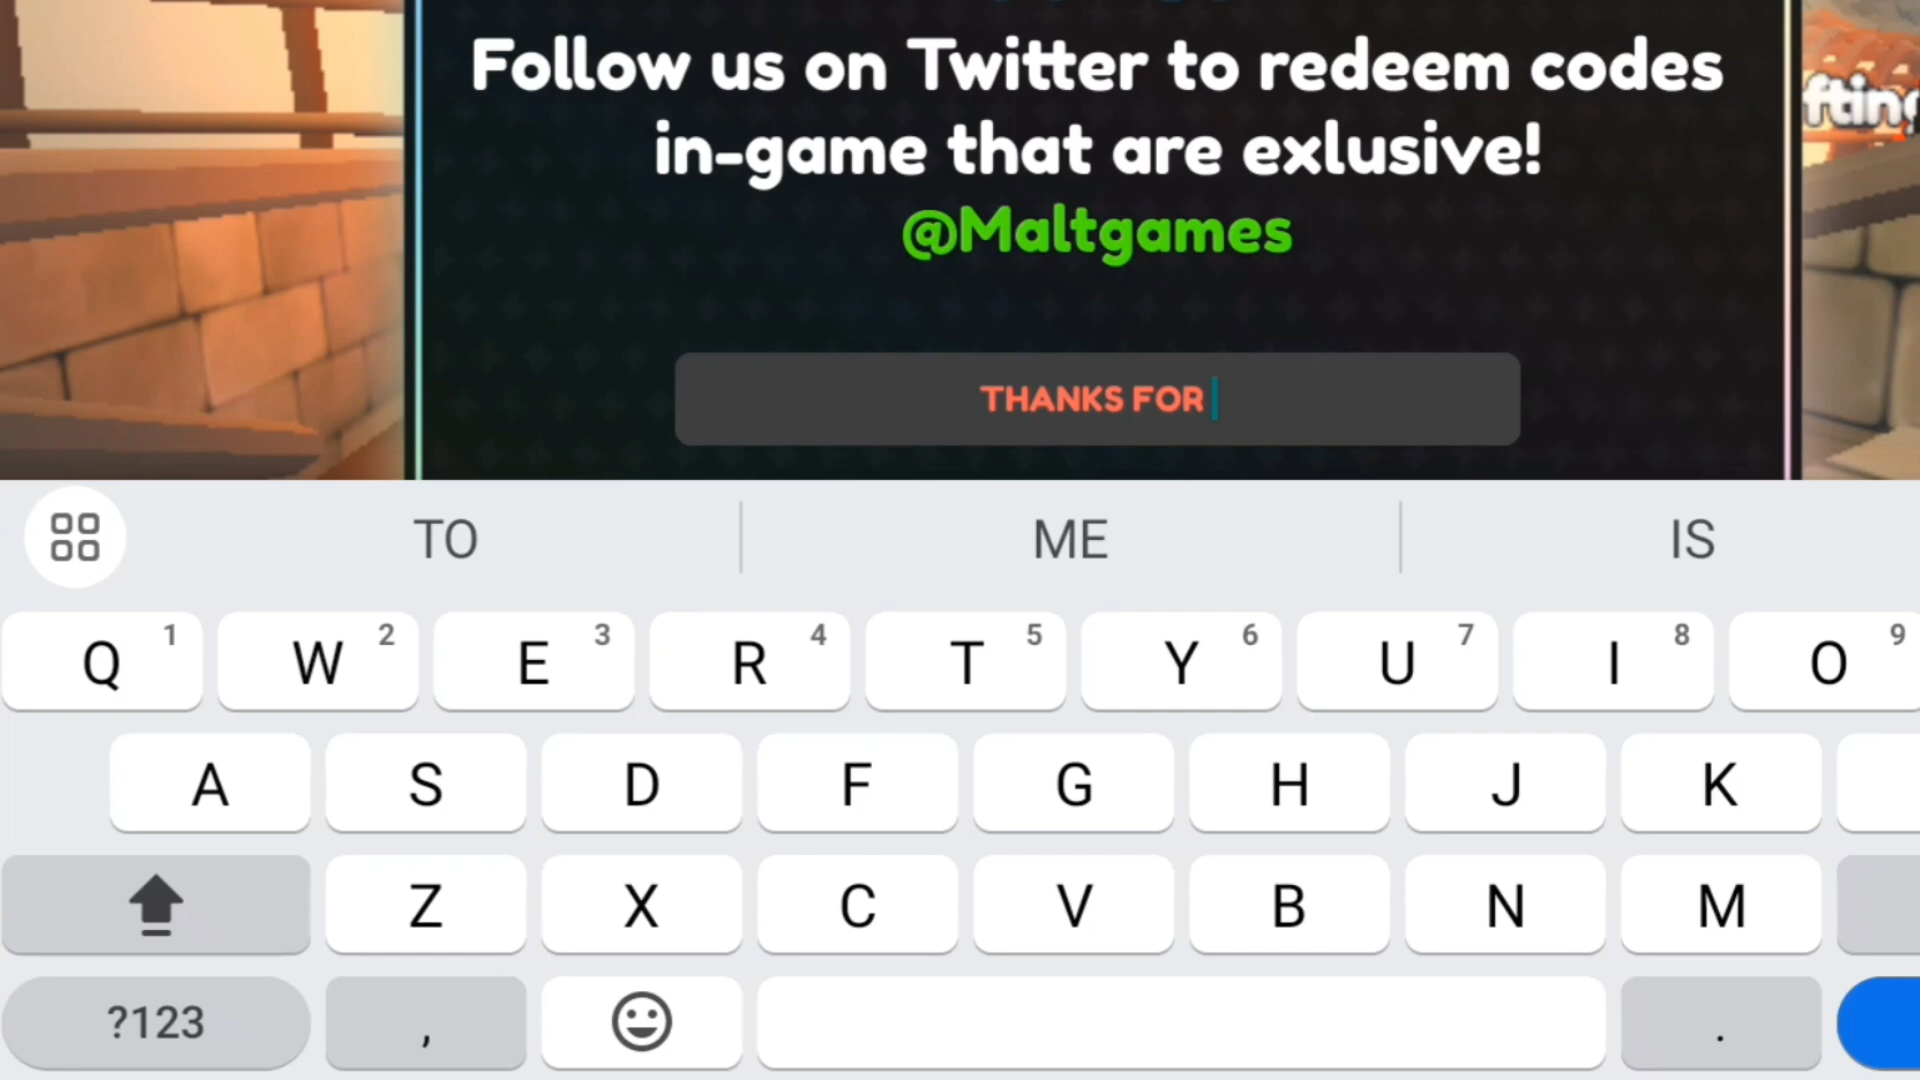 Follow us on Twitter to redeem codes
in-game that are exlusive!
@Maltgames
fting
THANKS FOR
TO ME IS
Q 1 W 2 E 3 R 4 T 5 Y 6 U 7 I 8 O 9
A S D F G H J K
Z X C V B N M
?123 , .